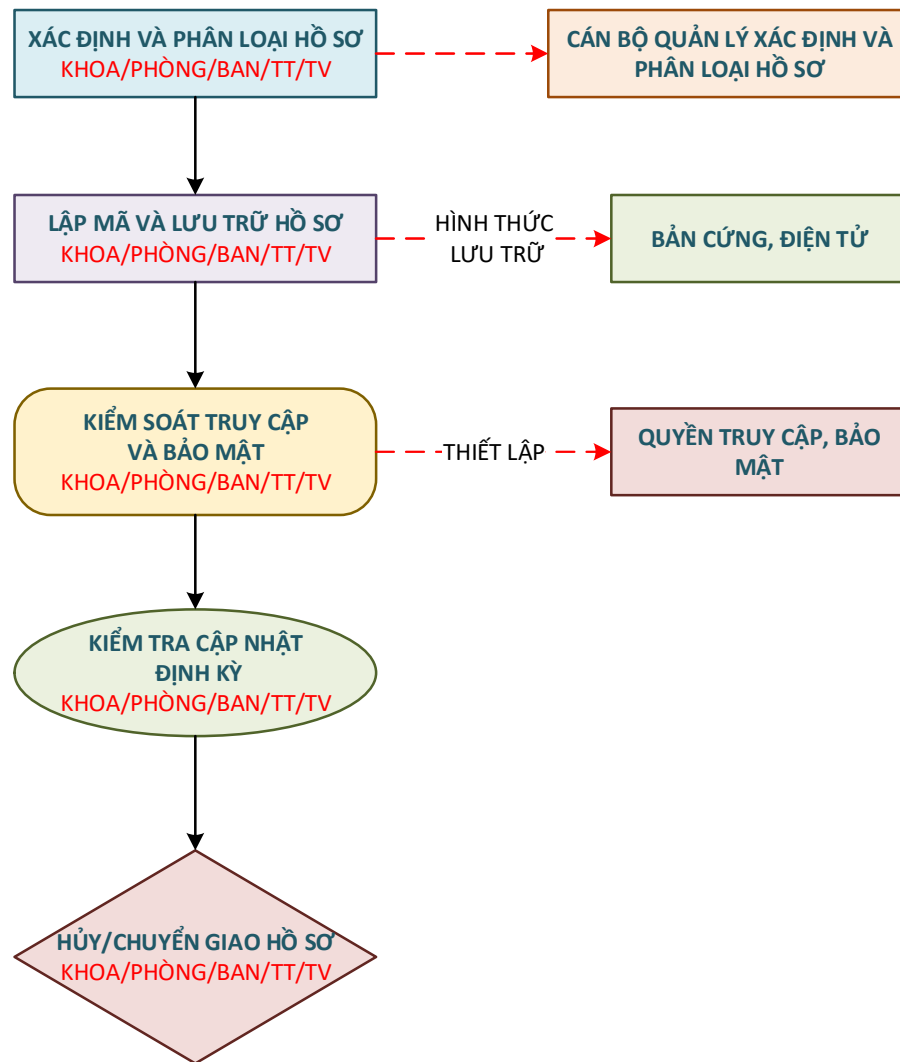 XÁC ĐỊNH VÀ PHÂN LOẠI HỒ SƠ
KHOA/PHÒNG/BAN/TT/TV
CÁN BỘ QUẢN LÝ XÁC ĐỊNH VÀ
PHÂN LOẠI HỒ SƠ
LẬP MÃ VÀ LƯU TRỮ HỒ SƠ
KHOA/PHÒNG/BAN/TT/TV
HÌNH THỨC
LƯU TRỮ
BẢN CỨNG, ĐIỆN TỬ
KIỂM SOÁT TRUY CẬP
VÀ BẢO MẬT
KHOA/PHÒNG/BAN/TT/TV
THIẾT LẬP
QUYỀN TRUY CẬP, BẢO
MẬT
KIỂM TRA CẬP NHẬT
ĐỊNH KỲ
KHOA/PHÒNG/BAN/TT/TV
HỦY/CHUYỂN GIAO HỒ SƠ
KHOA/PHÒNG/BAN/TT/TV